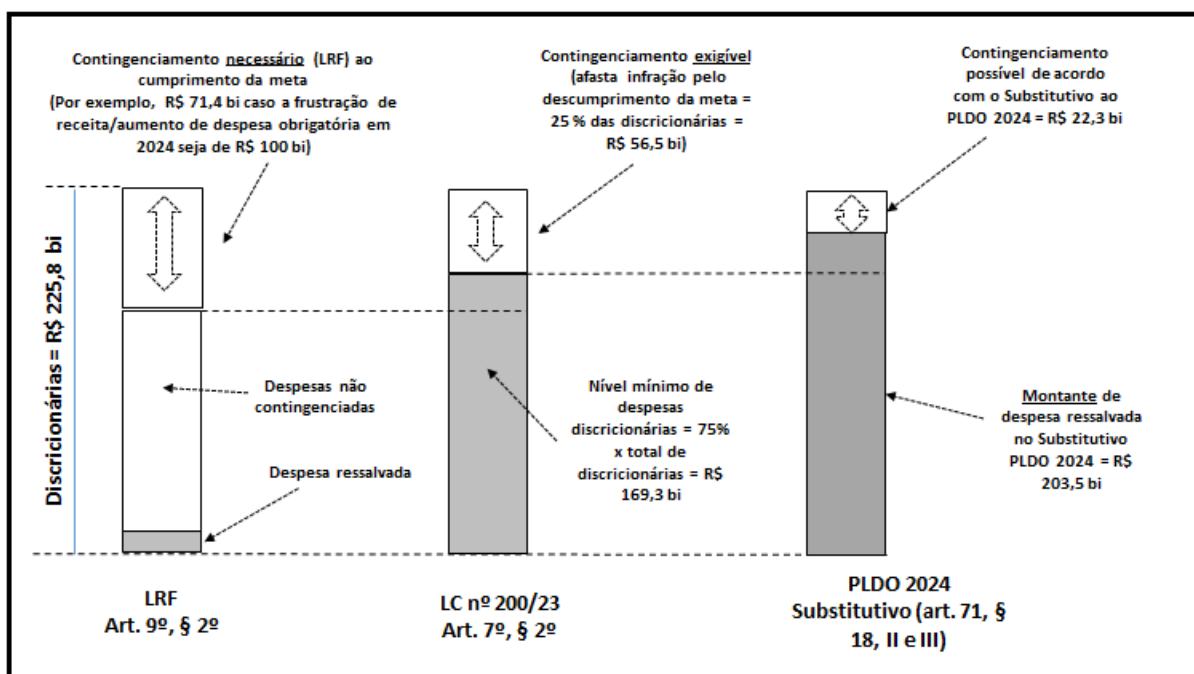 Contingenciamento necessário (LRF) ao
cumprimento da meta
(Por exemplo, R$ 71,4 bi caso a frustração de
receita/aumento de despesa obrigatória em
2024 seja de R$ 100 bi)
Contingenciamento exigível
(afasta infração pelo
descumprimento da meta =
25 % das discricionárias =
R$ 56,5 bi)
Contingenciamento
possível de acordo
com o Substitutivo ao
PLDO 2024 = R$ 22,3 bi
Discricionárias = R$ 225,8 bi
Despesas não
contingenciadas
Despesa ressalvada
Nível mínimo de
despesas
discricionárias = 75%
x total de
discricionárias = R$
169,3 bi
Montante de
despesa ressalvada
no Substitutivo
PLDO 2024 = R$
203,5 bi
LRF
Art. 9º, § 2º
LC nº 200/23
Art. 7º, § 2º
PLDO 2024
Substitutivo (art. 71, §
18, II e III)